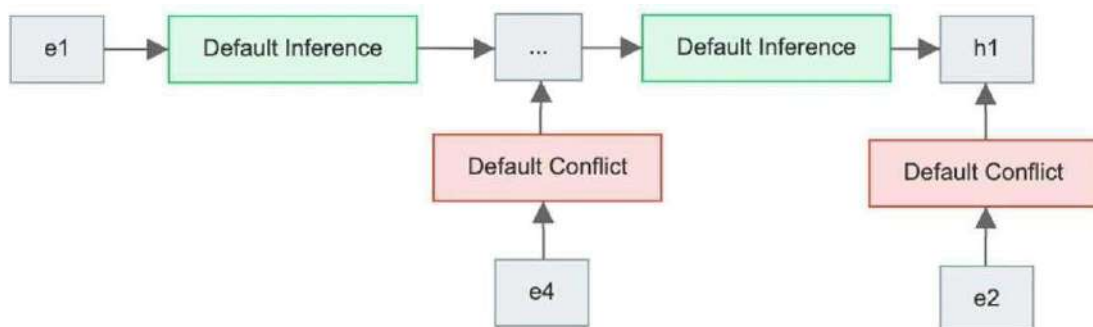 e1
Default Inference
...
Default Inference
h1
Default Conflict
Default Conflict
e4
e2